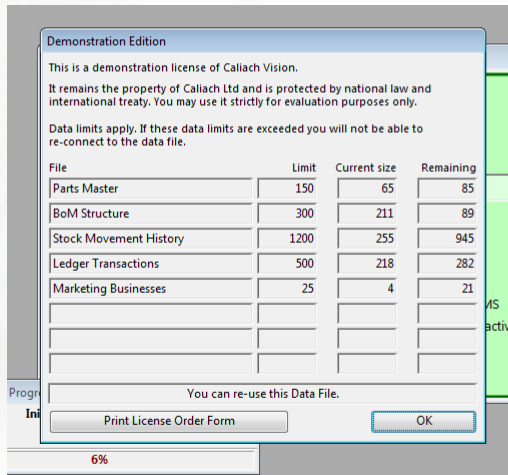 Demonstration Edition
This is a demonstration license of Caliach Vision.
It remains the property of Caliach Ltd and is protected by national law and
international treaty. You may use it strictly for evaluation purposes only.
Data limits apply. If these data limits are exceeded you will not be able to
re-connect to the data file.
File Limit Current size Remaining
Parts Master 150 65 85
BoM Structure 300 211 89
Stock Movement History 1200 255 945
Ledger Transactions 500 218 282
Marketing Businesses 25 4 21
You can re-use this Data File.
Print License Order Form OK
6%